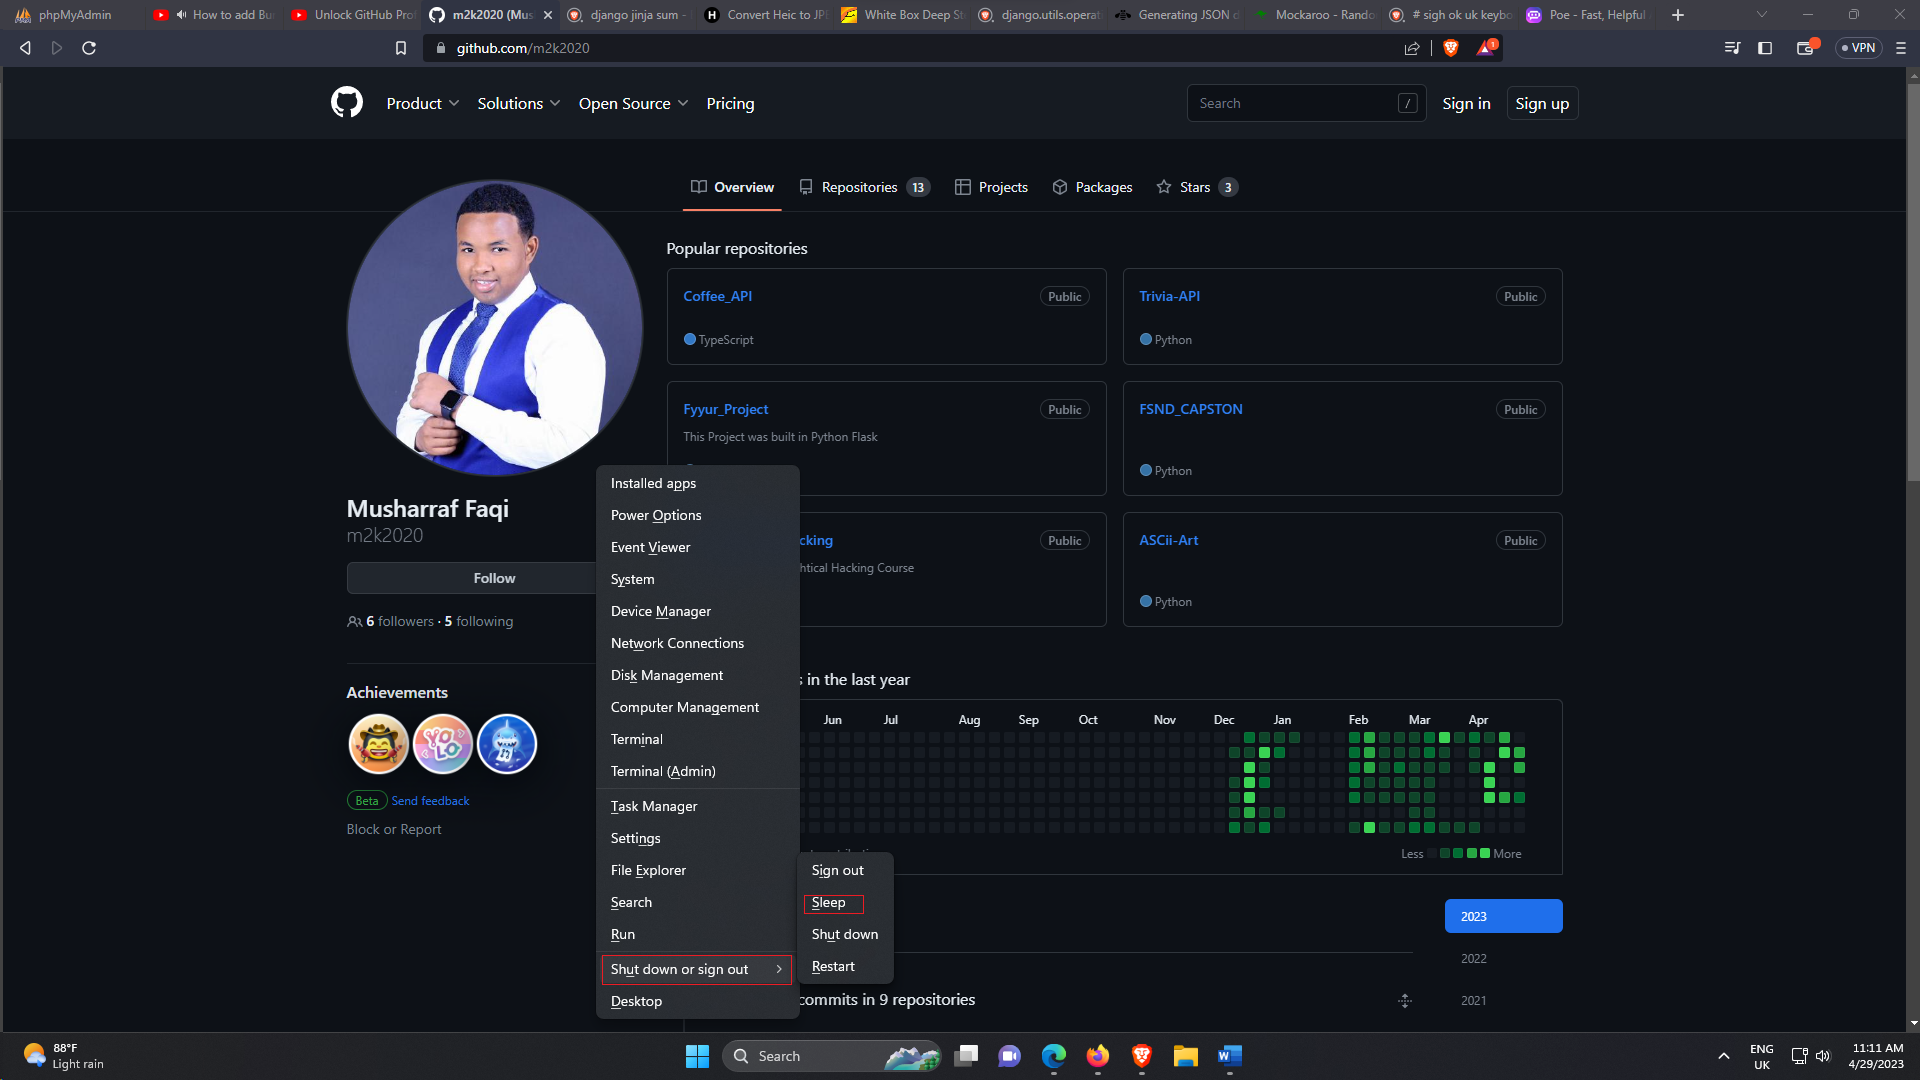 phpMyAdmin
How to add Bu
Unlock GitHub Pro
m2k2020 (Mus
django jinja sum -
Convert Heic to JPE
White Box Deep St
django.utils.operat
Generating JSON d
Mockaroo - Rando
# sigh ok uk keybo
Poe - Fast, Helpful
github.com/m2k2020
1
VPN
Product
Solutions
Open Source
Pricing
Search
/
Sign in
Sign up
Overview
Repositories 13
Projects
Packages
Stars 3
Popular repositories
Coffee_API
Public
TypeScript
Trivia-API
Public
Python
Fyyur_Project
Public
This Project was built in Python Flask
FSND_CAPSTON
Public
Python
cking
Public
htical Hacking Course
ASCii-Art
Public
Python
Musharraf Faqi
m2k2020
Follow
6 followers · 5 following
Achievements
YOLO
Beta Send feedback
Block or Report
s in the last year
Jun Jul Aug Sep Oct Nov Dec Jan Feb Mar Apr
Less More
2023
2022
2021
commits in 9 repositories
Installed apps
Power Options
Event Viewer
System
Device Manager
Network Connections
Disk Management
Computer Management
Terminal
Terminal (Admin)
Task Manager
Settings
File Explorer
Search
Run
Shut down or sign out
Desktop
Sign out
Sleep
Shut down
Restart
88°F
Light rain
Search
ENG
UK
11:11 AM
4/29/2023